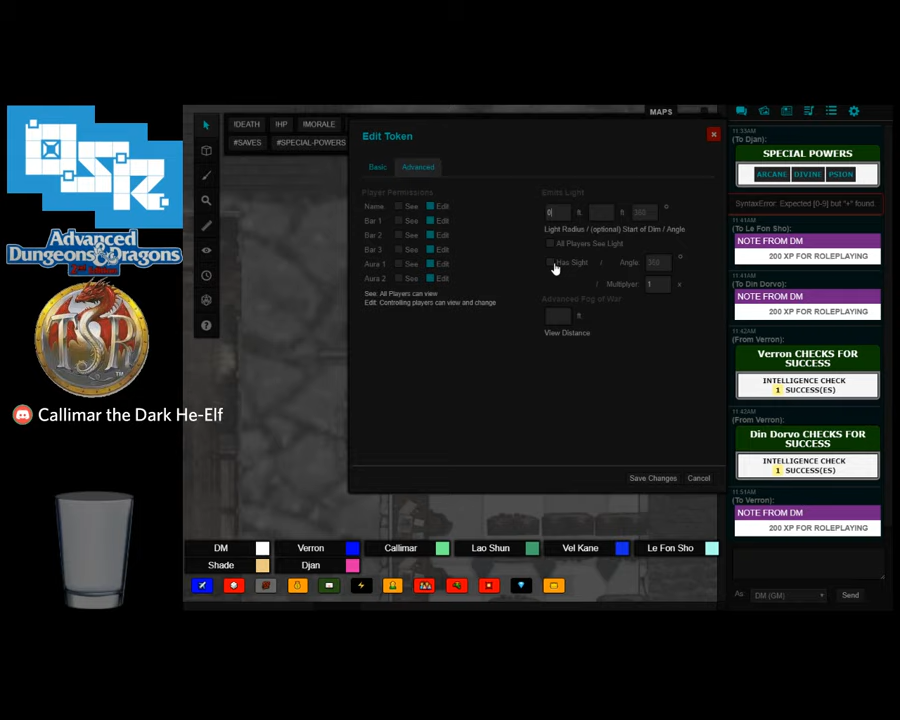 OSR
Advanced
Dungeons & Dragons
2nd Edition
TSR
Callimar the Dark He-Elf
MAPS
!DEATH
!HP
!MORALE
#SAVES
#SPECIAL-POWERS
Edit Token
Basic
Advanced
Player Permissions
Name
See
Edit
Bar 1
See
Edit
Bar 2
See
Edit
Bar 3
See
Edit
Aura 1
See
Edit
Aura 2
See
Edit
See: All Players can view
Edit: Controlling players can view and change
Emits Light
0 ft. ft 360 °
Light Radius / (optional) Start of Dim / Angle
All Players See Light
Has Sight / Angle: 360 °
/ Multiplyer: 1 x
Advanced Fog of War
ft.
View Distance
Save Changes
Cancel
DM
Verron
Callimar
Lao Shun
Vel Kane
Le Fon Sho
Shade
Djan
11:33AM
(To Djan):
SPECIAL POWERS
ARCANE DIVINE PSION
SyntaxError: Expected [0-9] but "+" found.
11:41AM
(To Le Fon Sho)
NOTE FROM DM
200 XP FOR ROLEPLAYING
11:41AM
(To Din Dorvo):
NOTE FROM DM
200 XP FOR ROLEPLAYING
11:42AM
(From Verron):
Verron CHECKS FOR
SUCCESS
INTELLIGENCE CHECK
1 SUCCESS(ES)
11:43AM
(From Verron):
Din Dorvo CHECKS FOR
SUCCESS
INTELLIGENCE CHECK
1 SUCCESS(ES)
11:51AM
(To Verron):
NOTE FROM DM
200 XP FOR ROLEPLAYING
As
DM (GM)
Send